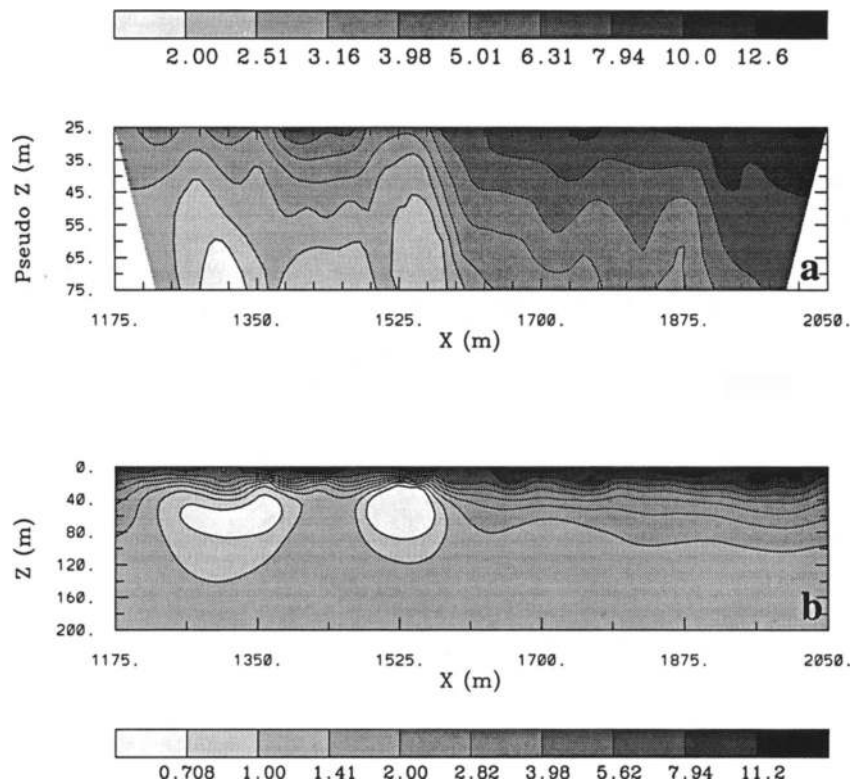 2.00 2.51 3.16 3.98 5.01 6.31 7.94 10.0 12.6
Pseudo Z (m)
25.
35.
45.
55.
65.
75.
a
1175. 1350. 1525. 1700. 1875. 2050.
X (m)
Z (m)
0.
40.
80.
120.
160.
200.
b
1175. 1350. 1525. 1700. 1875. 2050.
X (m)
0.708 1.00 1.41 2.00 2.82 3.98 5.62 7.94 11.2